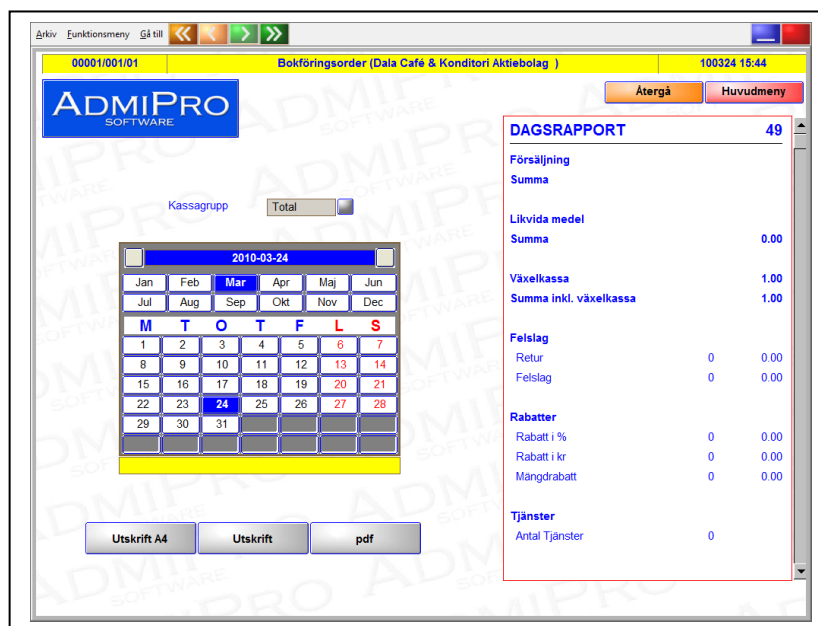 Arkiv Funktionsmeny Gå till
00001/001/01 Bokföringsorder (Dala Café & Konditori Aktiebolag ) 100324 15:44
Återgå Huvudmeny
ADMIPRO
SOFTWARE
DAGSRAPPORT 49
Försäljning
Summa
Kassagrupp Total
Likvida medel
Summa 0.00
2010-03-24
Jan Feb Mar Apr Maj Jun
Jul Aug Sep Okt Nov Dec
M T O T F L S
1 2 3 4 5 6 7
8 9 10 11 12 13 14
15 16 17 18 19 20 21
22 23 24 25 26 27 28
29 30 31
Växelkassa 1.00
Summa inkl. växelkassa 1.00
Felslag
Retur 0 0.00
Felslag 0 0.00
Rabatter
Rabatt i % 0 0.00
Rabatt i kr 0 0.00
Mängdrabatt 0 0.00
Tjänster
Antal Tjänster 0
Utskrift A4 Utskrift pdf